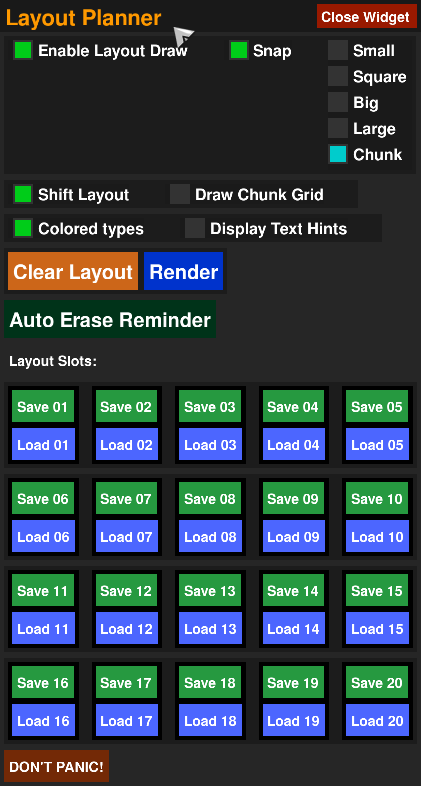 Layout Planner
Close Widget
Enable Layout Draw
Snap
Small
Square
Big
Large
Chunk
Shift Layout
Draw Chunk Grid
Colored types
Display Text Hints
Clear Layout
Render
Auto Erase Reminder
Layout Slots:
Save 01 Save 02 Save 03 Save 04 Save 05
Load 01 Load 02 Load 03 Load 04 Load 05
Save 06 Save 07 Save 08 Save 09 Save 10
Load 06 Load 07 Load 08 Load 09 Load 10
Save 11 Save 12 Save 13 Save 14 Save 15
Load 11 Load 12 Load 13 Load 14 Load 15
Save 16 Save 17 Save 18 Save 19 Save 20
Load 16 Load 17 Load 18 Load 19 Load 20
DON'T PANIC!